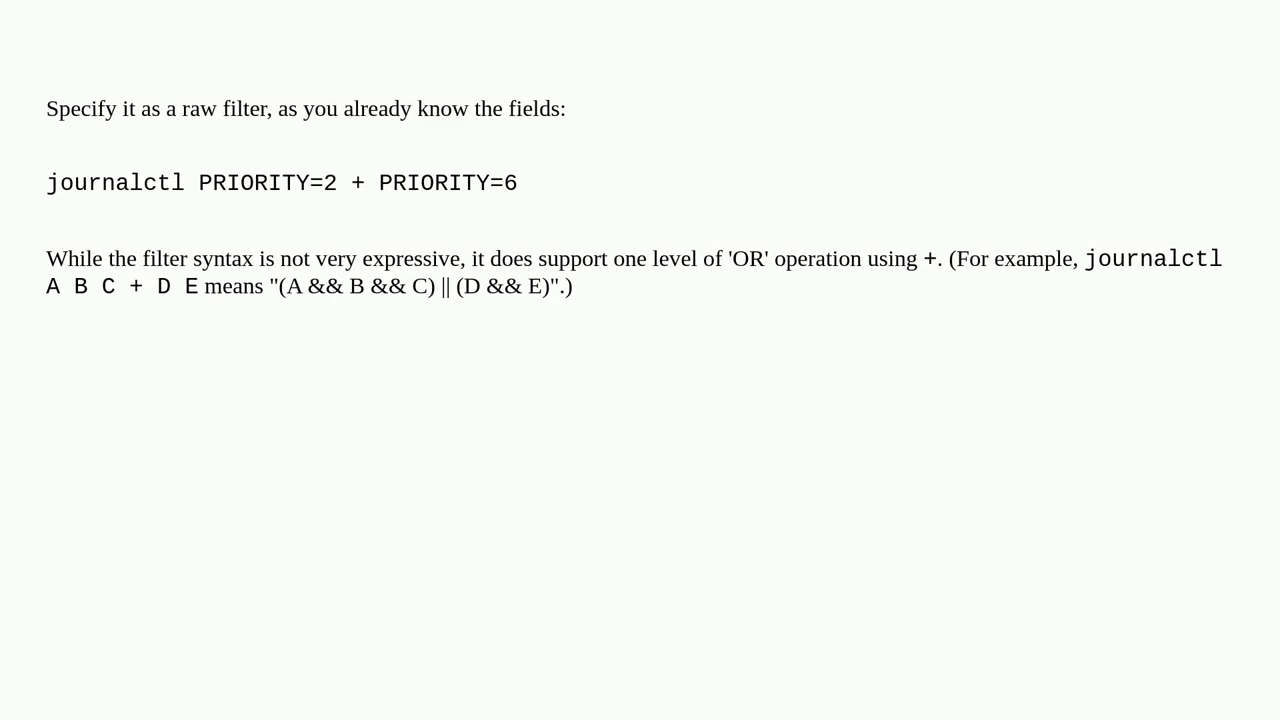 Specify it as a raw filter, as you already know the fields:
journalctl PRIORITY=2 + PRIORITY=6
While the filter syntax is not very expressive, it does support one level of 'OR' operation using +. (For example, journalctl
A B C + D E means "(A && B && C) || (D && E)".)